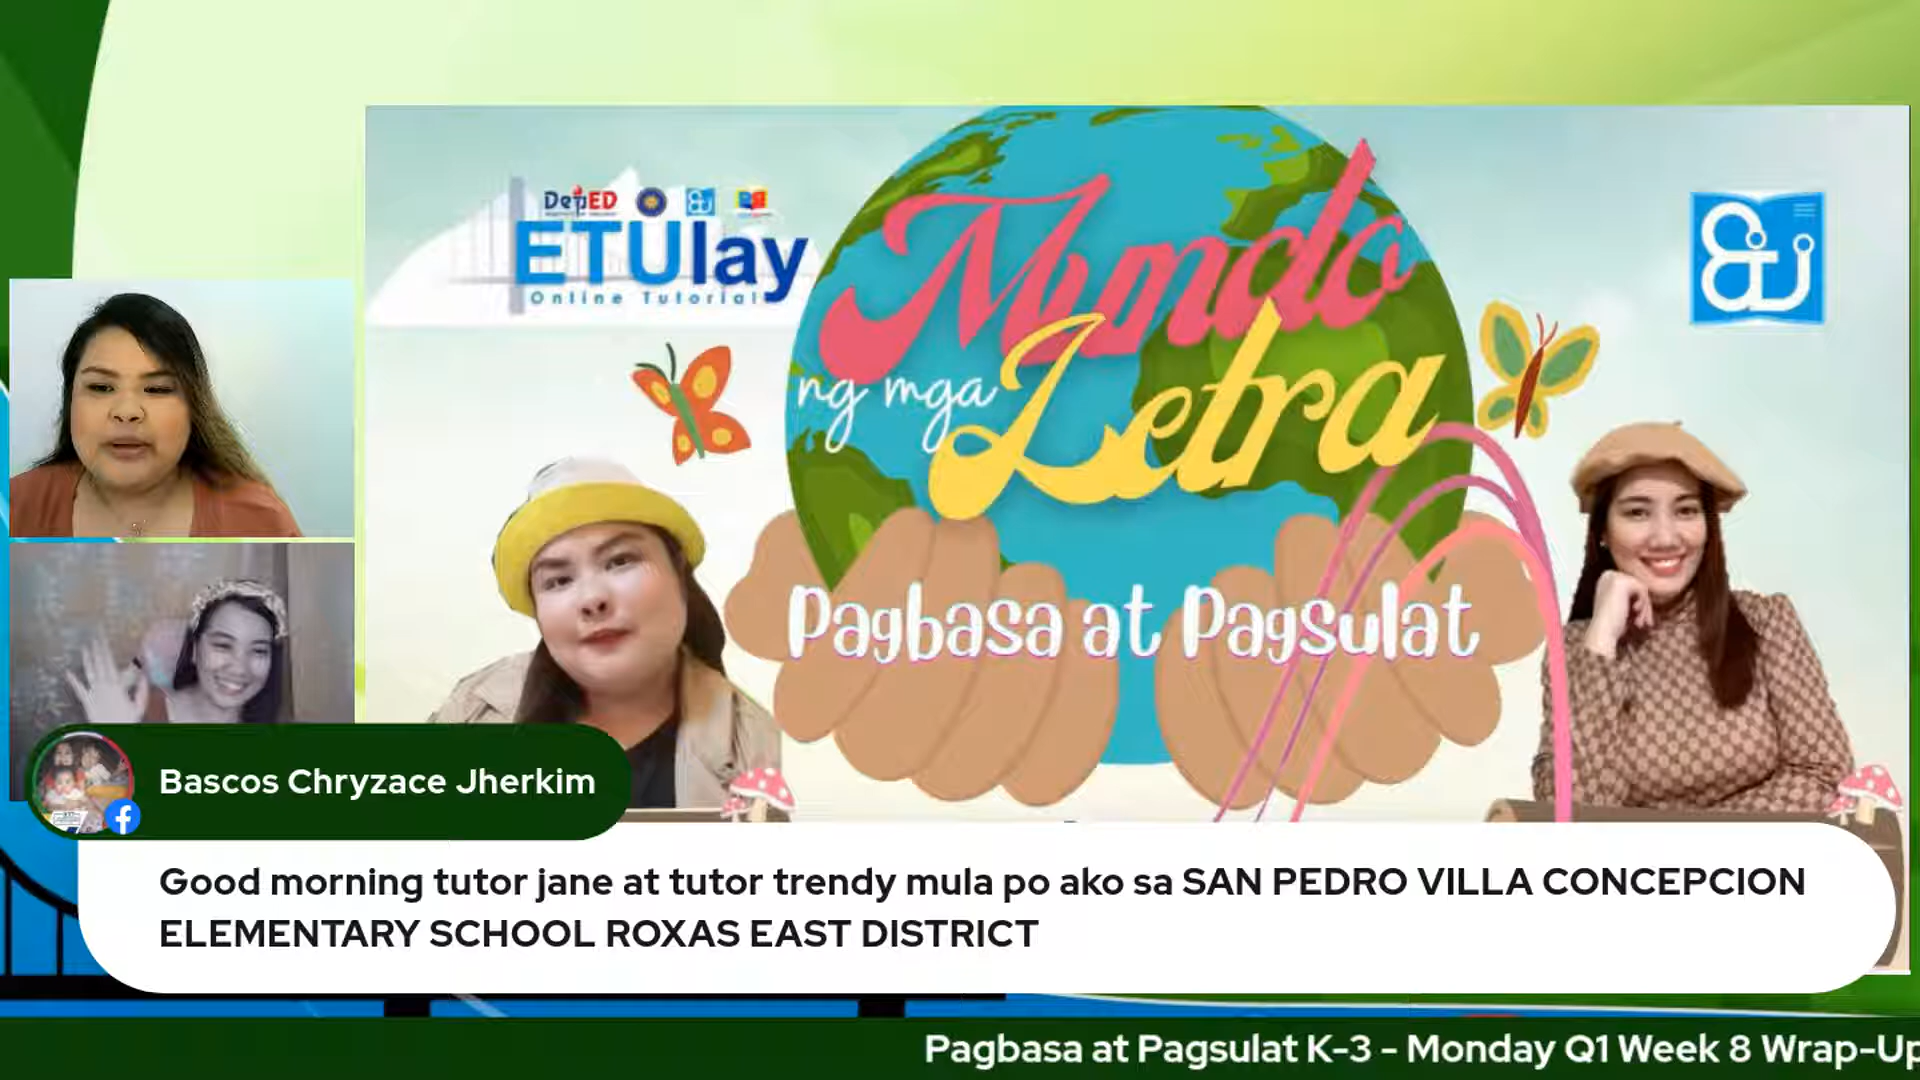 DepED
ETUlay
Online Tutorial
Mundo
ng mga
Letra
Pagbasa at Pagsulat
Bascos Chryzace Jherkim
Good morning tutor jane at tutor trendy mula po ako sa SAN PEDRO VILLA CONCEPCION
ELEMENTARY SCHOOL ROXAS EAST DISTRICT
Pagbasa at Pagsulat K-3 - Monday Q1 Week 8 Wrap-Up